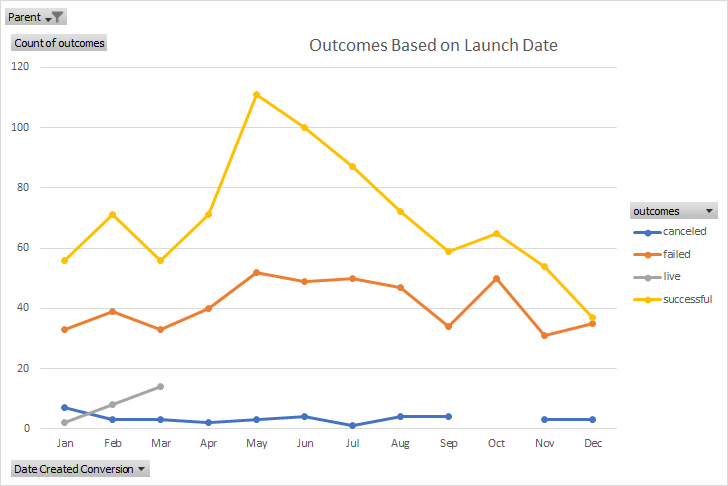 Parent
Count of outcomes
Outcomes Based on Launch Date
120
100
80
60
40
20
0
Jan Feb Mar Apr May Jun Jul Aug Sep Oct Nov Dec
outcomes
canceled
failed
live
successful
Date Created Conversion